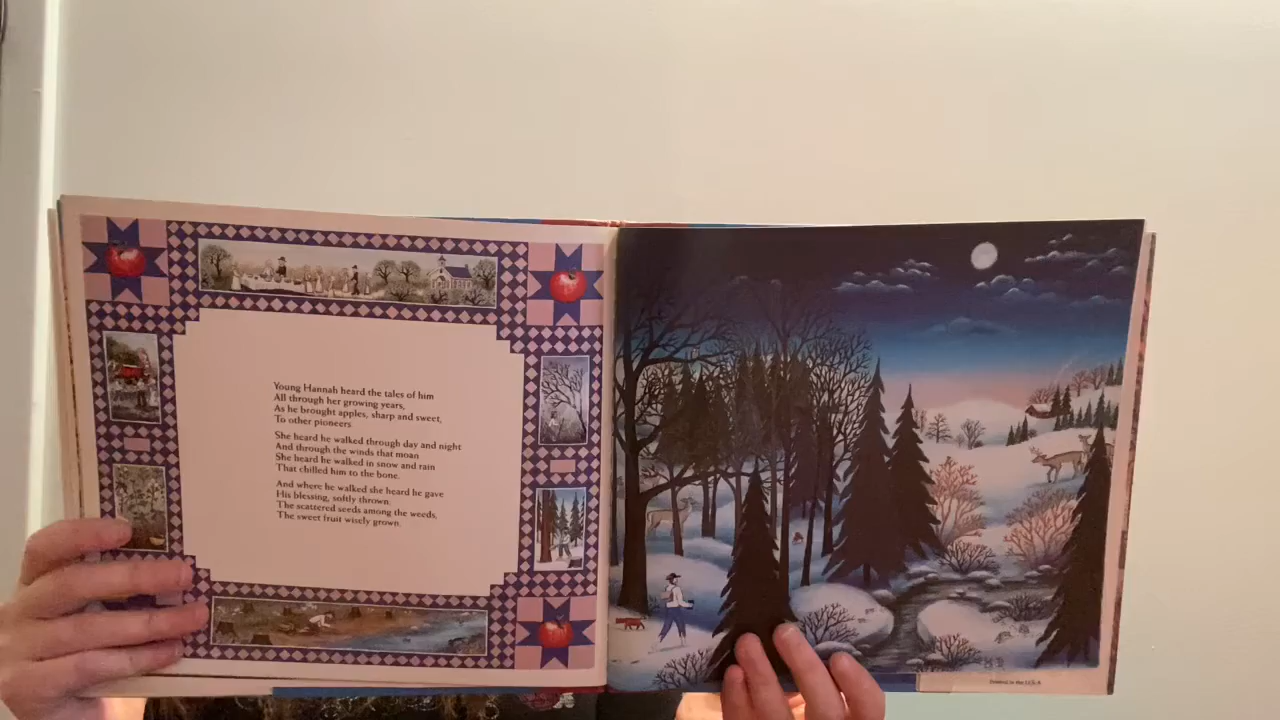 Young Hannah heard the tales of him
All through her growing years,
As he brought apples, sharp and sweet,
To other pioneers.
She heard he walked through day and night
And through the winds that moan
She heard he walked in snow and rain
That chilled him to the bone.
And where he walked she heard he gave
His blessing, softly thrown.
The scattered seeds among the weeds,
The sweet fruit wisely grown.
Printed in the U.S.A.